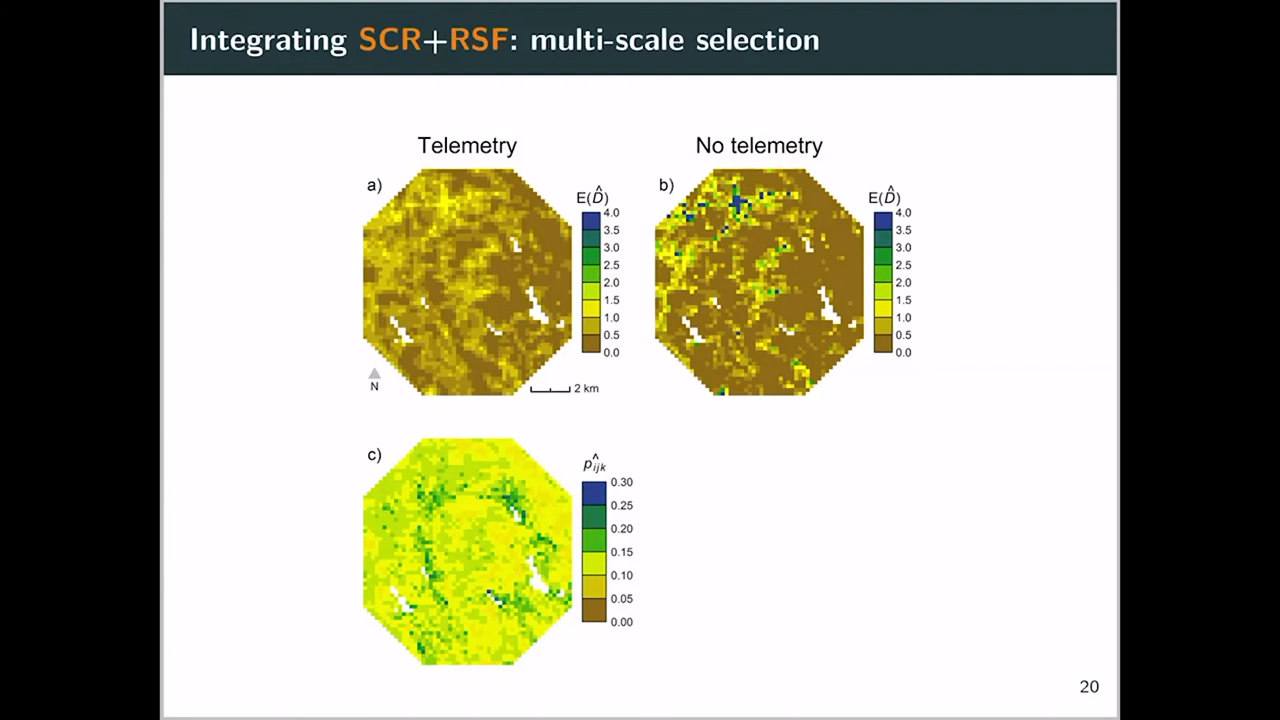 Integrating SCR+RSF: multi-scale selection
Telemetry
No telemetry
a)
E(D̂)
4.0
3.5
3.0
2.5
2.0
1.5
1.0
0.5
0.0
N
2 km
b)
E(D̂)
4.0
3.5
3.0
2.5
2.0
1.5
1.0
0.5
0.0
c)
p̂ijk
0.30
0.25
0.20
0.15
0.10
0.05
0.00
20